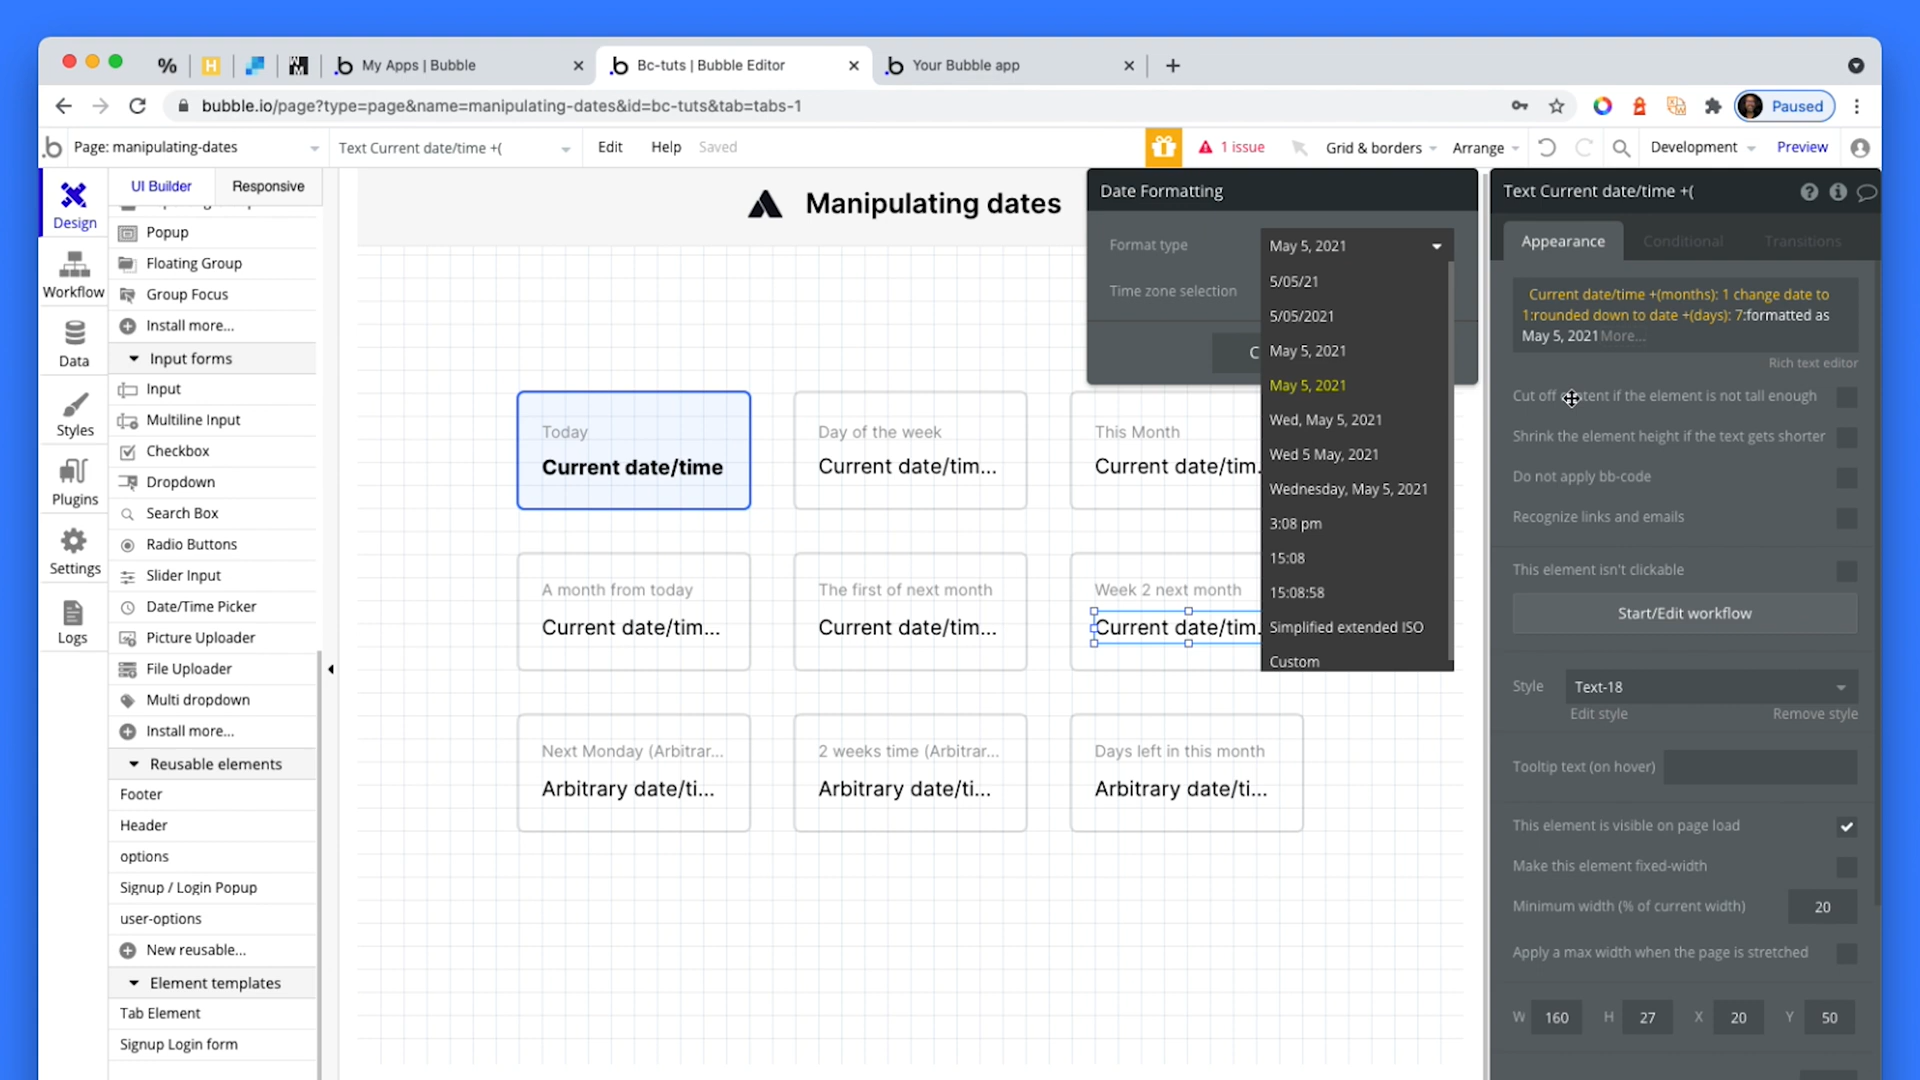 My Apps | Bubble
Bc-tuts | Bubble Editor
Your Bubble app
bubble.io/page?type=page&name=manipulating-dates&id=bc-tuts&tab=tabs-1
Paused
Page: manipulating-dates
Text Current date/time +(
Edit
Help
Saved
1 issue
Grid & borders
Arrange
Development
Preview
Design
Workflow
Data
Styles
Plugins
Settings
Logs
UI Builder
Responsive
Popup
Floating Group
Group Focus
Install more...
Input forms
Input
Multiline Input
Checkbox
Dropdown
Search Box
Radio Buttons
Slider Input
Date/Time Picker
Picture Uploader
File Uploader
Multi dropdown
Install more...
Reusable elements
Footer
Header
options
Signup / Login Popup
user-options
New reusable...
Element templates
Tab Element
Signup Login form
Manipulating dates
Today
Current date/time
Day of the week
Current date/tim...
This Month
Current date/tim.
A month from today
Current date/tim...
The first of next month
Current date/tim...
Week 2 next month
Current date/tim.
Next Monday (Arbitrar...
Arbitrary date/ti...
2 weeks time (Arbitrar...
Arbitrary date/ti...
Days left in this month
Arbitrary date/ti...
Date Formatting
Format type
May 5, 2021
Time zone selection
C
5/05/21
5/05/2021
May 5, 2021
May 5, 2021
Wed, May 5, 2021
Wed 5 May, 2021
Wednesday, May 5, 2021
3:08 pm
15:08
15:08:58
Simplified extended ISO
Custom
Text Current date/time +(
Appearance
Conditional
Transitions
Current date/time +(months): 1 change date to
1:rounded down to date +(days): 7:formatted as
May 5, 2021 More...
Rich text editor
Cut off content if the element is not tall enough
Shrink the element height if the text gets shorter
Do not apply bb-code
Recognize links and emails
This element isn't clickable
Start/Edit workflow
Style
Text-18
Edit style
Remove style
Tooltip text (on hover)
This element is visible on page load
Make this element fixed-width
Minimum width (% of current width)
20
Apply a max width when the page is stretched
W 160 H 27 X 20 Y 50